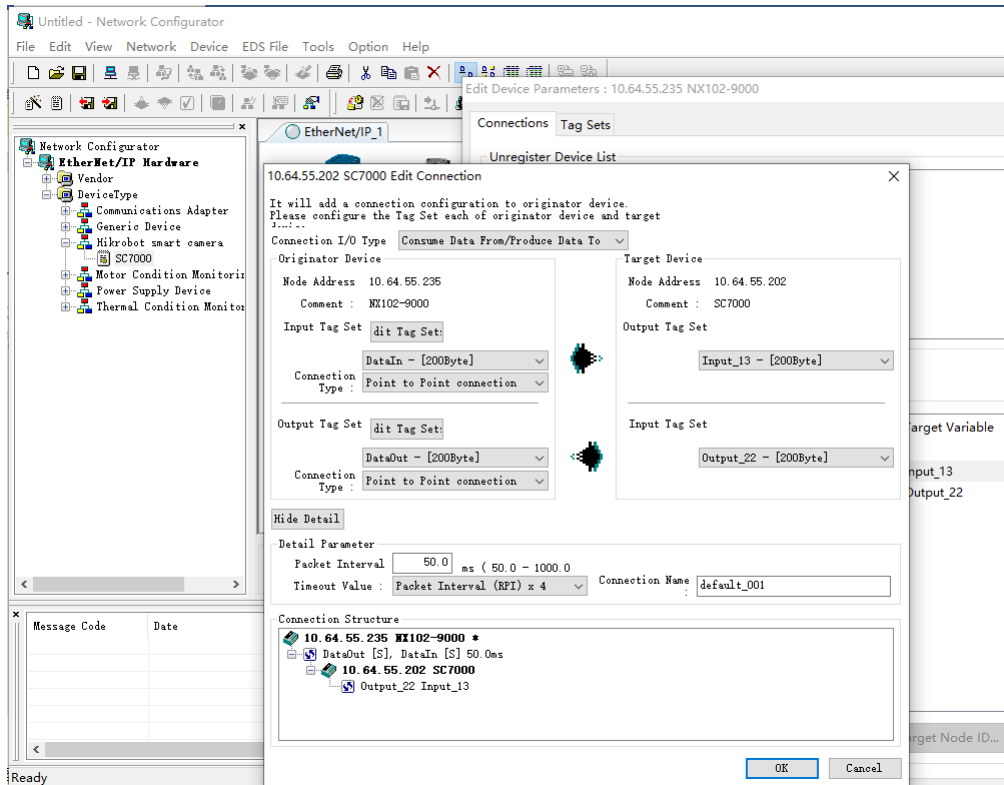 Untitled - Network Configurator
File Edit View Network Device EDS File Tools Option Help
Edit Device Parameters : 10.64.55.235 NX102-9000
Connections Tag Sets
Unregister Device List
EtherNet/IP_1
Network Configurator
EtherNet/IP Hardware
Vendor
DeviceType
Communications Adapter
Generic Device
Hikrobot smart camera
SC7000
Motor Condition Monitorin
Power Supply Device
Thermal Condition Monitor
10.64.55.202 SC7000 Edit Connection
It will add a connection configuration to originator device.
Please configure the Tag Set each of originator device and target
Connection I/O Type Consume Data From/Produce Data To
Originator Device
Node Address 10.64.55.235
Comment : NX102-9000
Input Tag Set dit Tag Set:
DataIn - [200Byte]
Connection Type : Point to Point connection
Output Tag Set dit Tag Set:
DataOut - [200Byte]
Connection Type : Point to Point connection
Target Device
Node Address 10.64.55.202
Comment : SC7000
Output Tag Set
Input_13 - [200Byte]
Input Tag Set
Output_22 - [200Byte]
Hide Detail
Detail Parameter
Packet Interval 50.0 ms ( 50.0 - 1000.0
Timeout Value : Packet Interval (RPI) x 4
Connection Name : default_001
Connection Structure
10.64.55.235 NX102-9000 *
DataOut [S], DataIn [S] 50.0ms
10.64.55.202 SC7000
Output_22 Input_13
OK Cancel
arget Variable
nput_13
Output_22
arget Node ID...
Message Code Date
Ready